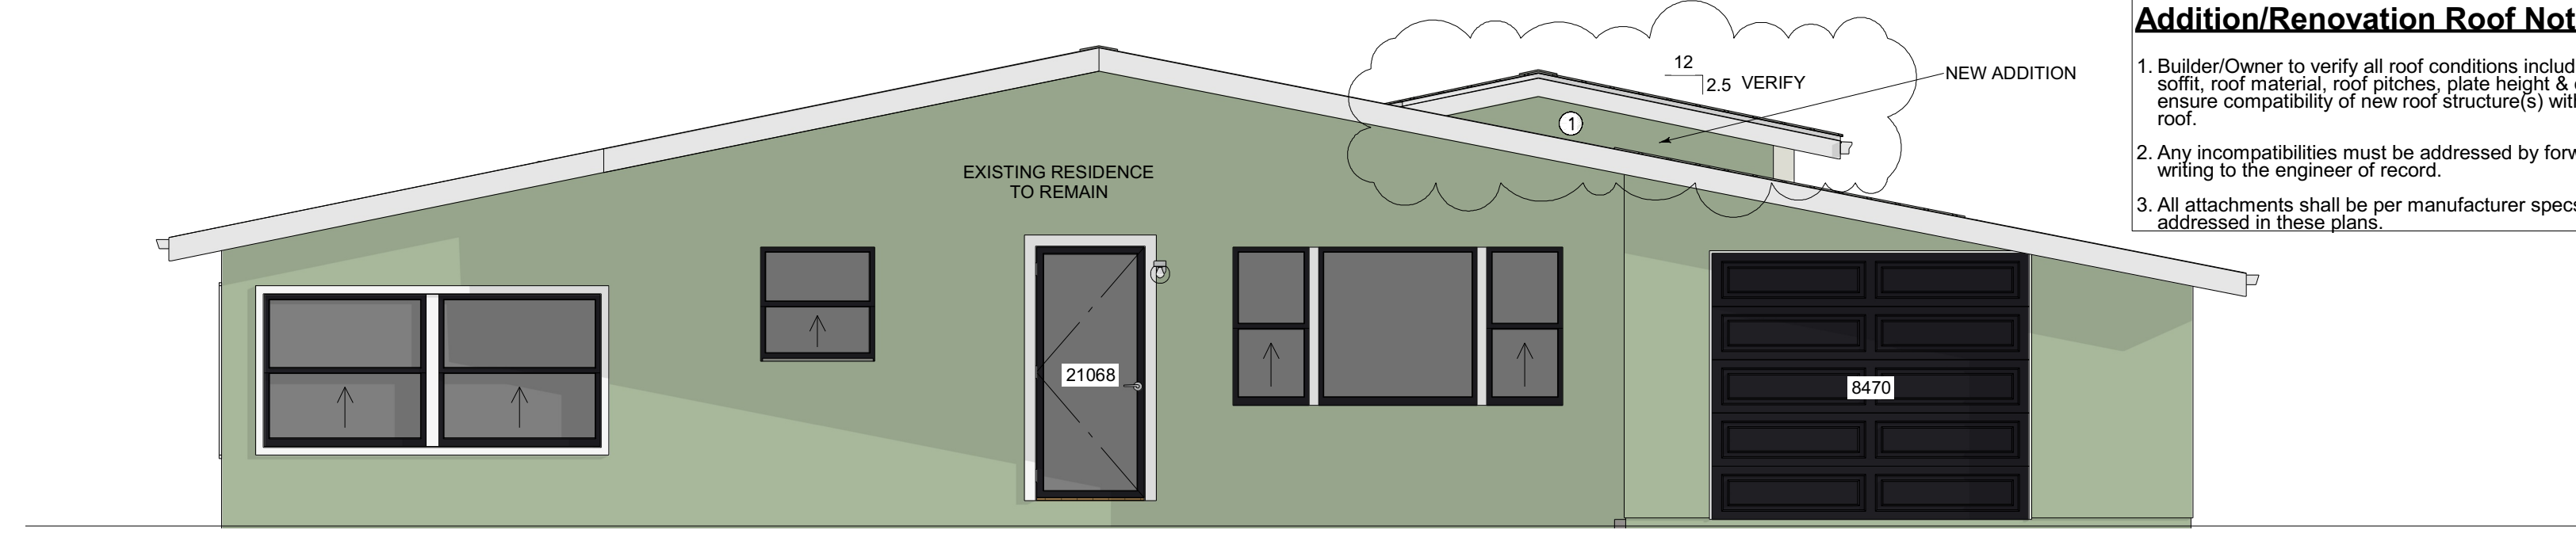 12
2.5 VERIFY
NEW ADDITION
1
EXISTING RESIDENCE
TO REMAIN
21068
8470
Addition/Renovation Roof Not
1. Builder/Owner to verify all roof conditions includ
soffit, roof material, roof pitches, plate height &
ensure compatibility of new roof structure(s) wit
roof.
2. Any incompatibilities must be addressed by forw
writing to the engineer of record.
3. All attachments shall be per manufacturer specs
addressed in these plans.